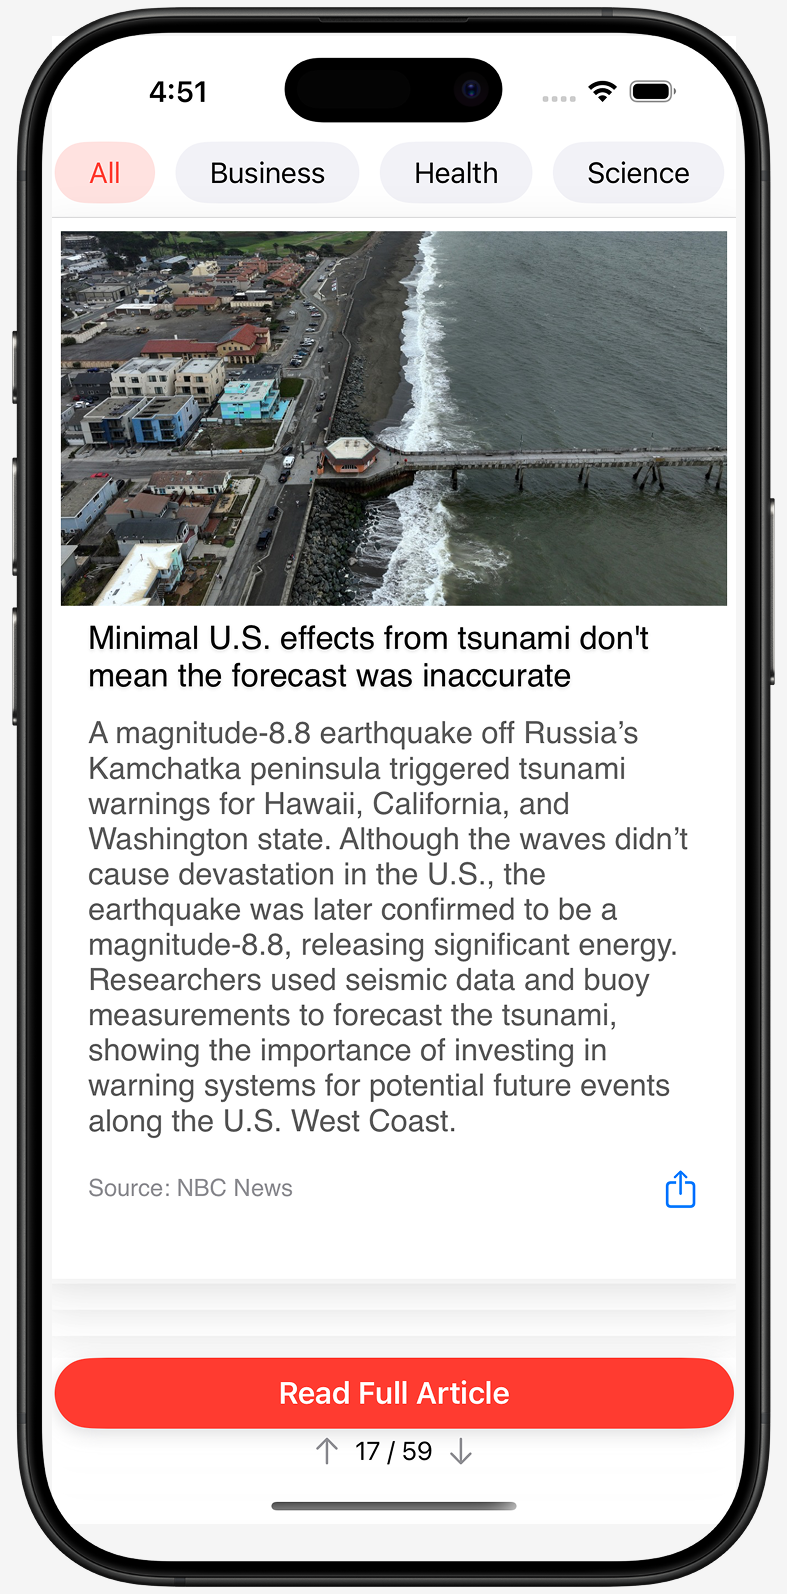 4:51
All Business Health Science
Minimal U.S. effects from tsunami don't
mean the forecast was inaccurate
A magnitude-8.8 earthquake off Russia’s
Kamchatka peninsula triggered tsunami
warnings for Hawaii, California, and
Washington state. Although the waves didn’t
cause devastation in the U.S., the
earthquake was later confirmed to be a
magnitude-8.8, releasing significant energy.
Researchers used seismic data and buoy
measurements to forecast the tsunami,
showing the importance of investing in
warning systems for potential future events
along the U.S. West Coast.
Source: NBC News
Read Full Article
17 / 59